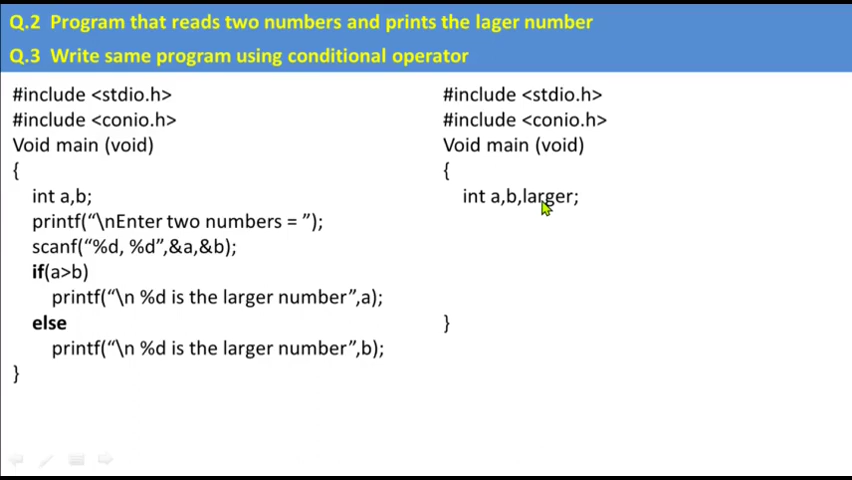 Q.2 Program that reads two numbers and prints the lager number
Q.3 Write same program using conditional operator
#include <stdio.h>
#include <conio.h>
Void main (void)
{
int a,b;
printf(“\nEnter two numbers = ”);
scanf(“%d, %d”,&a,&b);
if(a>b)
printf(“\n %d is the larger number”,a);
else
printf(“\n %d is the larger number”,b);
}
#include <stdio.h>
#include <conio.h>
Void main (void)
{
int a,b,larger;
}